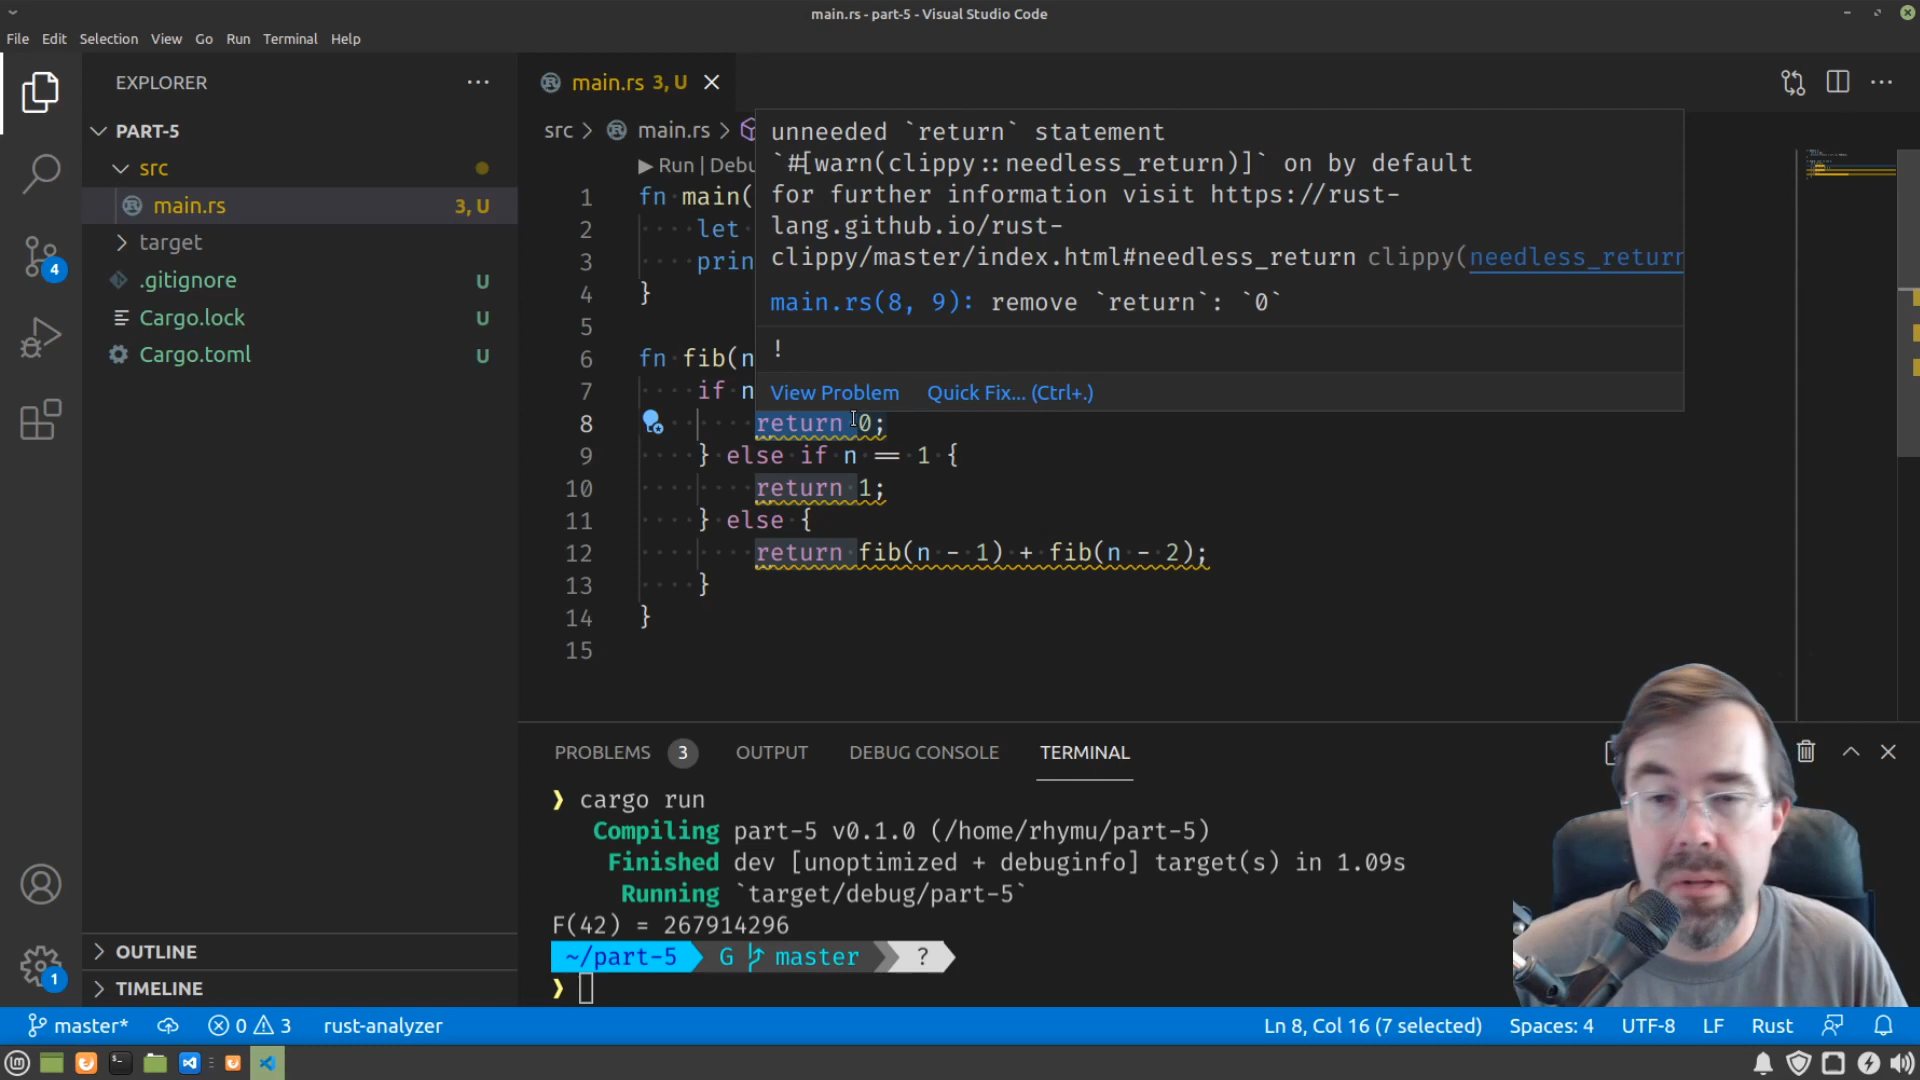 main.rs - part-5 - Visual Studio Code
File Edit Selection View Go Run Terminal Help
EXPLORER
PART-5
src
main.rs 3, U
target
.gitignore U
Cargo.lock U
Cargo.toml U
OUTLINE
TIMELINE
4
1
main.rs 3, U
src > main.rs >
▶ Run | Debu
unneeded `return` statement
`#[warn(clippy::needless_return)]` on by default
for further information visit https://rust-
lang.github.io/rust-
clippy/master/index.html#needless_return clippy(needless_return
main.rs(8, 9): remove `return`: `0`
!
View Problem Quick Fix... (Ctrl+.)
1 fn main(
2 let
3 prin
4 }
5
6 fn fib(n
7 if n
8 return 0;
9 } else if n == 1 {
10 return 1;
11 } else {
12 return fib(n - 1) + fib(n - 2);
13 }
14 }
15
PROBLEMS 3 OUTPUT DEBUG CONSOLE TERMINAL
❯ cargo run
Compiling part-5 v0.1.0 (/home/rhymu/part-5)
Finished dev [unoptimized + debuginfo] target(s) in 1.09s
Running `target/debug/part-5`
F(42) = 267914296
~/part-5 G master ?
❯
master* 0 3 rust-analyzer Ln 8, Col 16 (7 selected) Spaces: 4 UTF-8 LF Rust